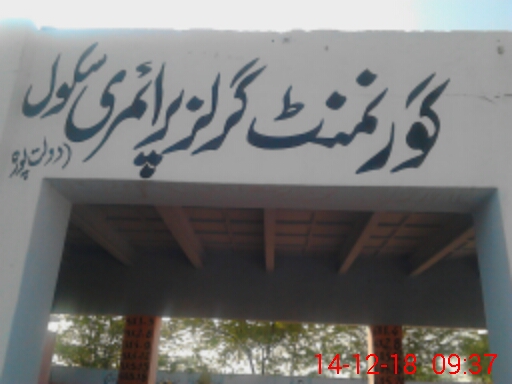 گورنمنٹ گرلز پرائمری سکول
(دولت پور)
14-12-18 09:37